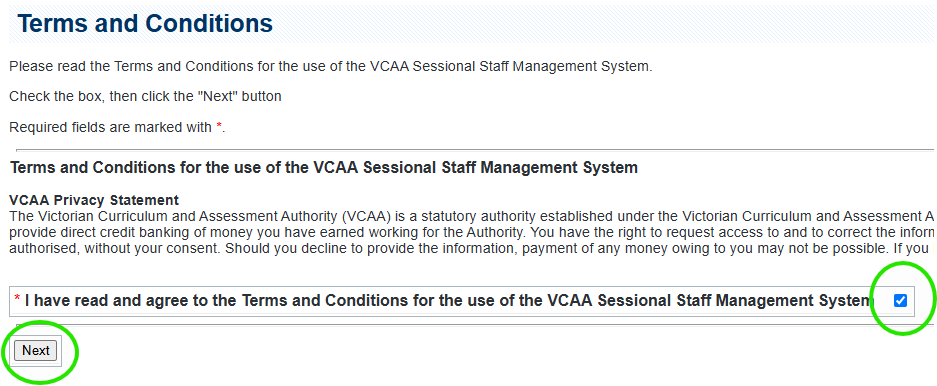 Terms and Conditions
Please read the Terms and Conditions for the use of the VCAA Sessional Staff Management System.
Check the box, then click the "Next" button
Required fields are marked with *.
Terms and Conditions for the use of the VCAA Sessional Staff Management System
VCAA Privacy Statement
The Victorian Curriculum and Assessment Authority (VCAA) is a statutory authority established under the Victorian Curriculum and Assessment A
provide direct credit banking of money you have earned working for the Authority. You have the right to request access to and to correct the inforn
authorised, without your consent. Should you decline to provide the information, payment of any money owing to you may not be possible. If you
* I have read and agree to the Terms and Conditions for the use of the VCAA Sessional Staff Management System
Next